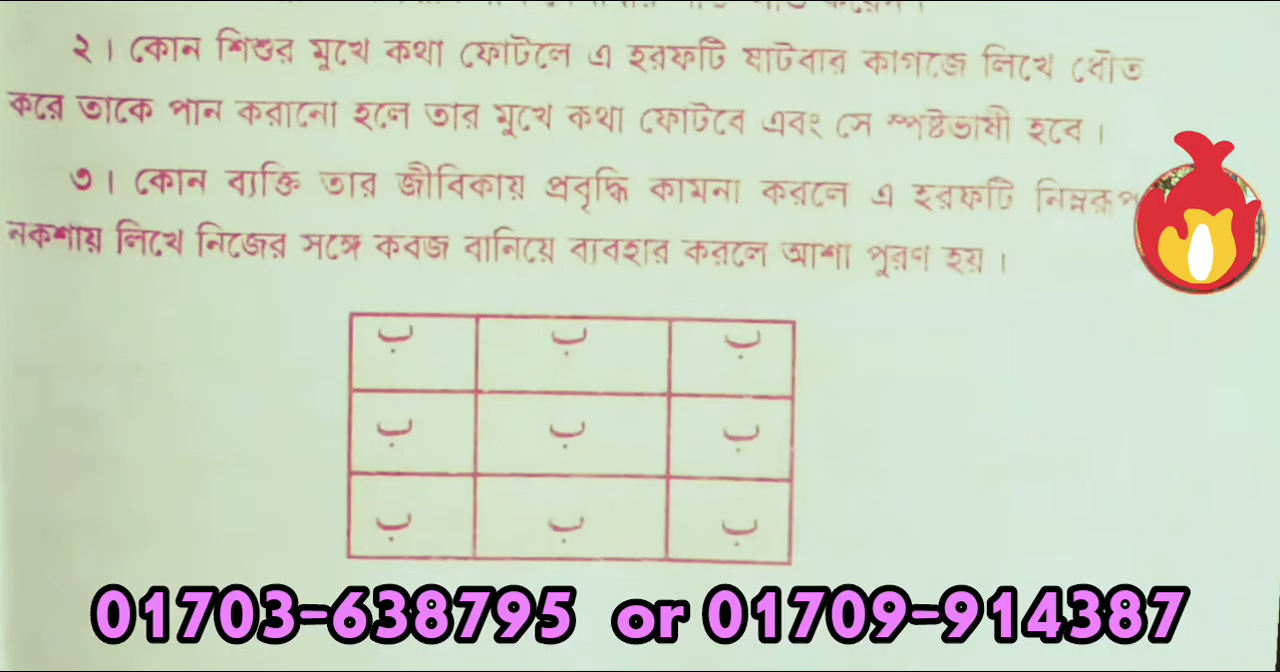 ২। কোন শিশুর মুখে কথা ফোটলে এ হরফটি ষাটবার কাগজে লিখে ধৌত
করে তাকে পান করানো হলে তার মুখে কথা ফোটবে এবং সে স্পষ্টভাষী হবে।
৩। কোন ব্যক্তি তার জীবিকায় প্রবৃদ্ধি কামনা করলে এ হরফটি নিম্নরূপ
নকশায় লিখে নিজের সঙ্গে কবজ বানিয়ে ব্যবহার করলে আশা পুরণ হয়।
ب ب ب
ب ب ب
ب ب ب
01703-638795 or 01709-914387